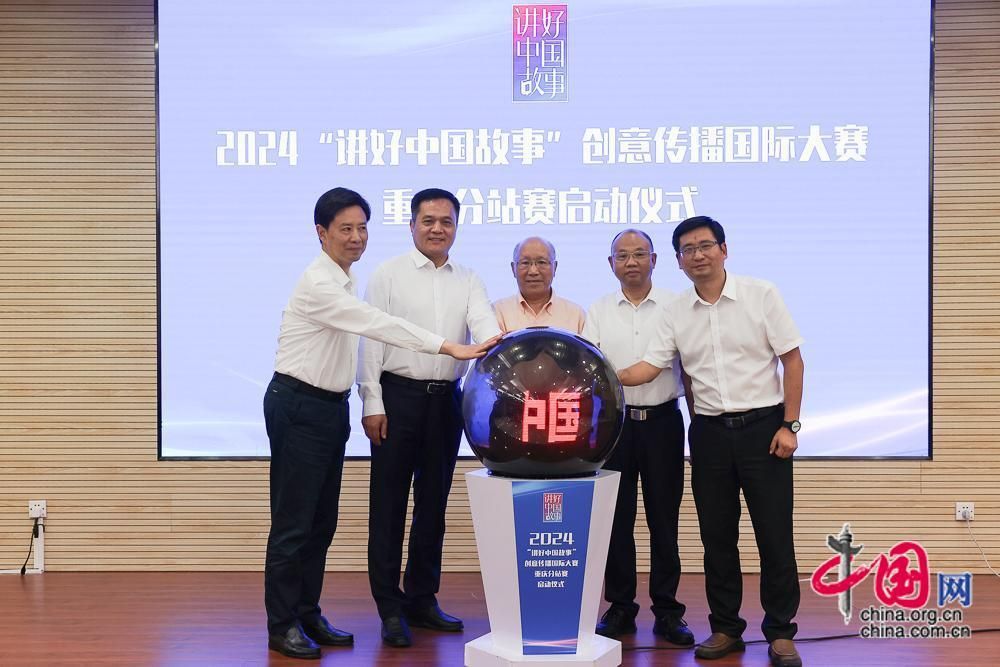 讲好
中国
故事
2024 “讲好中国故事” 创意传播国际大赛
重庆分站赛启动仪式
国
讲好
中国
故事
2024
“讲好中国故事”
创意传播国际大赛
重庆分站赛
启动仪式
中国网
china.org.cn
china.com.cn